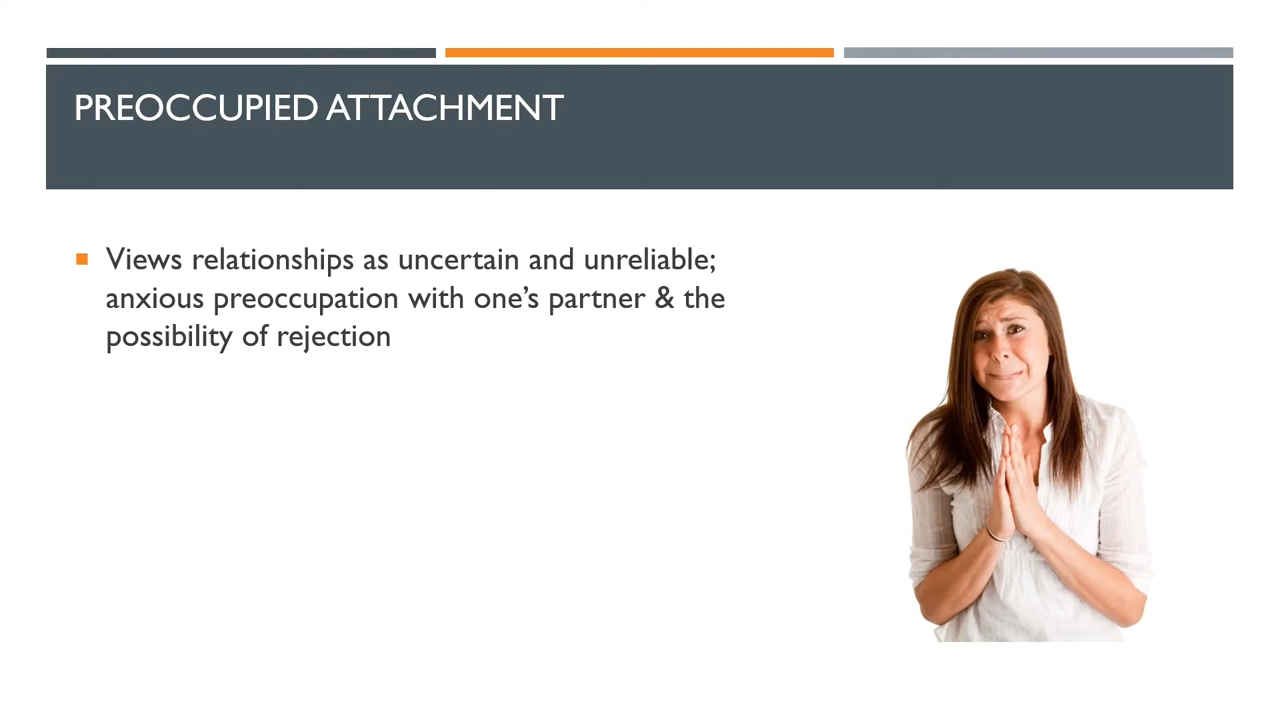 PREOCCUPIED ATTACHMENT
Views relationships as uncertain and unreliable;
anxious preoccupation with one’s partner & the
possibility of rejection